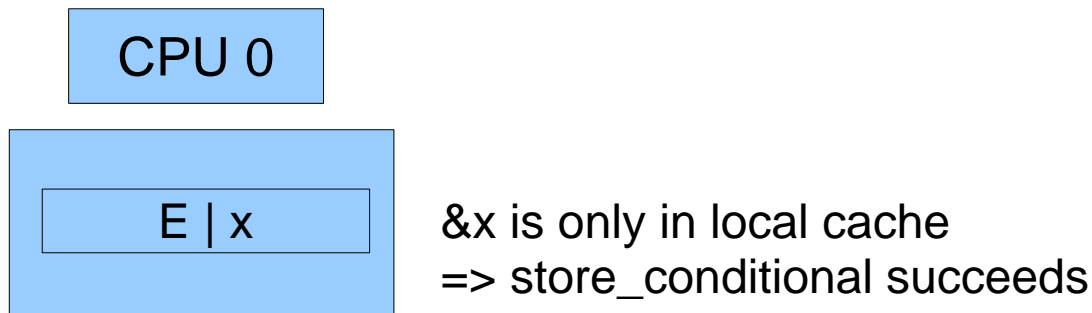 CPU 0
E | x
&x is only in local cache
=> store_conditional succeeds